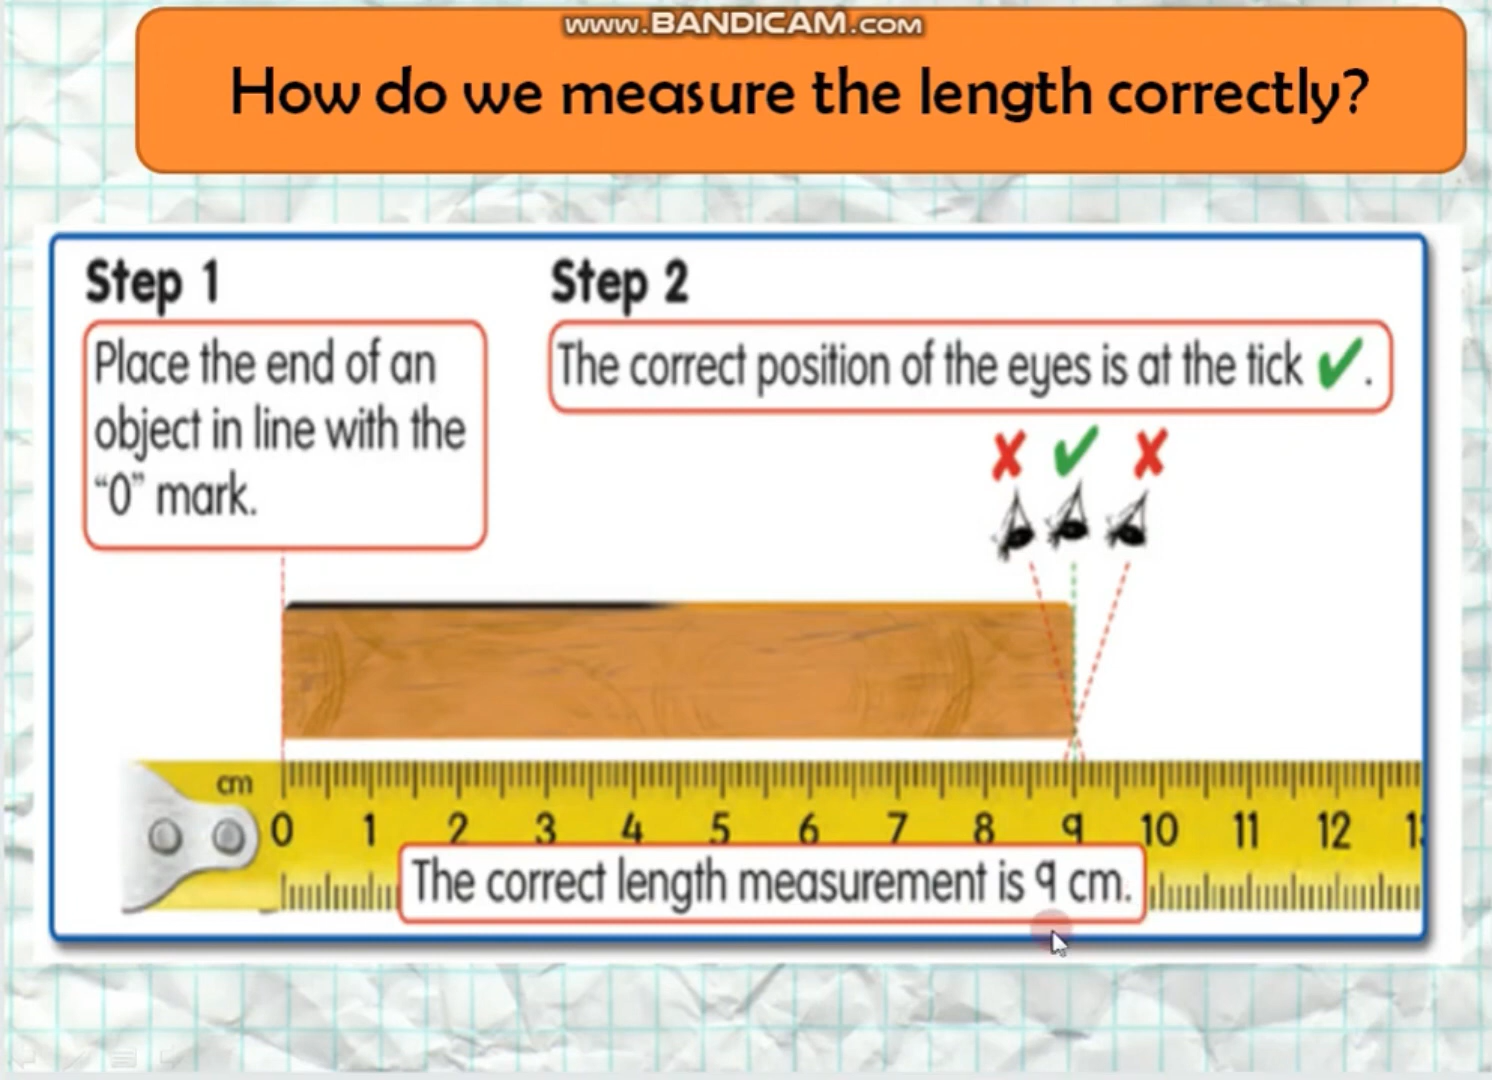 www.BANDICAM.com
How do we measure the length correctly?
Step 1
Place the end of an
object in line with the
“0” mark.
Step 2
The correct position of the eyes is at the tick ✔.
✘ ✔ ✘
cm
0 1 2 3 4 5 6 7 8 9 10 11 12
The correct length measurement is 9 cm.